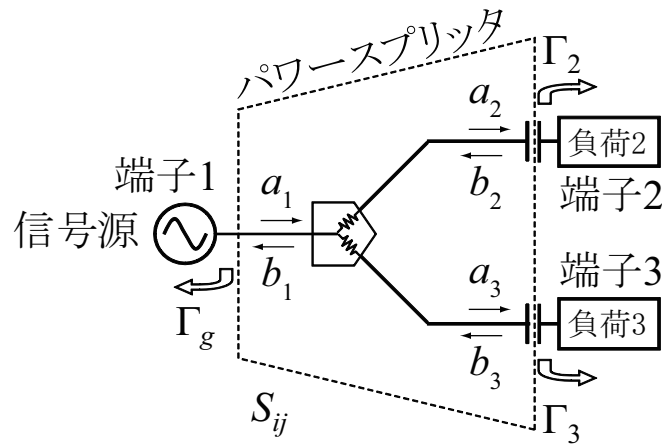 パワースプリッタ
Γ2
a2
負荷2
端子1
a1
b2
端子2
信号源
b1
a3
端子3
Γg
負荷3
b3
Sij
Γ3